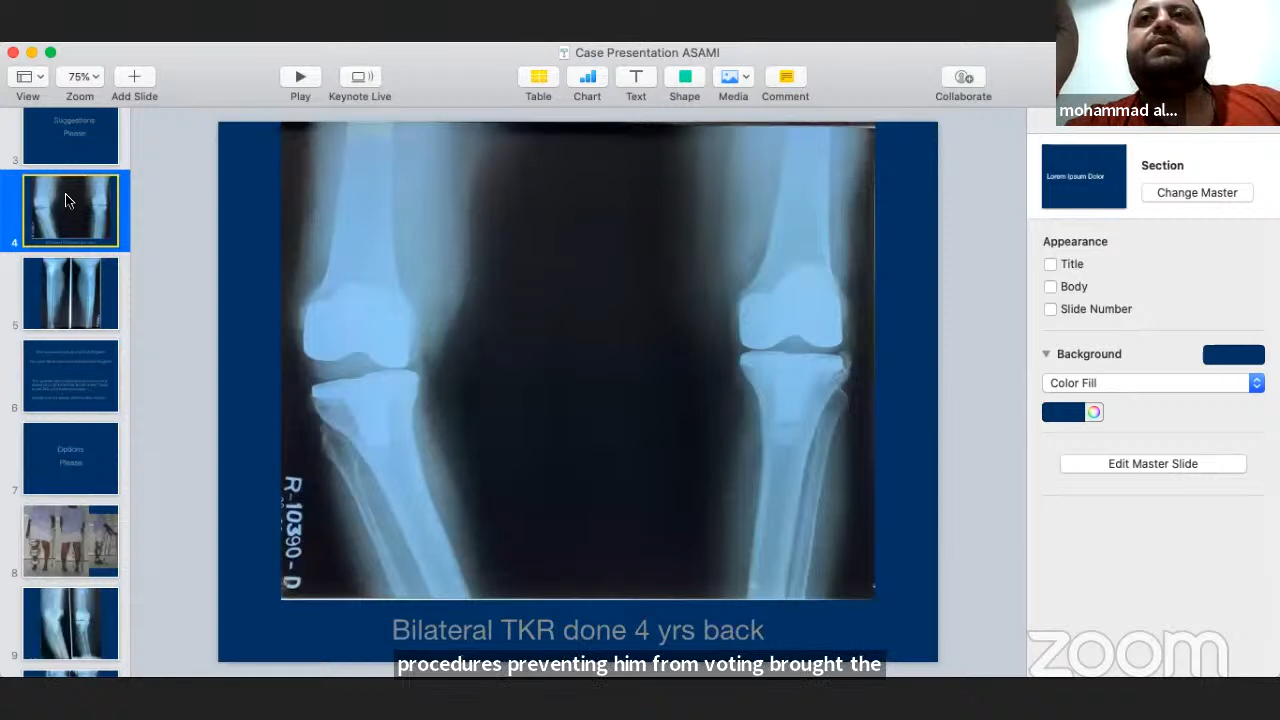 Case Presentation ASAMI
75%
View
Zoom
Add Slide
Play
Keynote Live
Table
Chart
Text
Shape
Media
Comment
Collaborate
mohammad al...
Suggestions
Please
3
4
5
6
Options
Please
7
8
9
R-10390-D
Bilateral TKR done 4 yrs back
procedures preventing him from voting brought the
Lorem Ipsum Dolor
Section
Change Master
Appearance
Title
Body
Slide Number
Background
Color Fill
Edit Master Slide
zoom